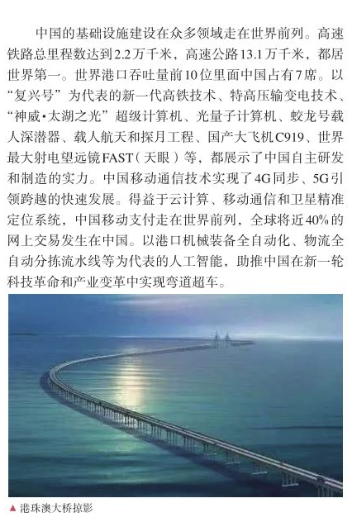 中国的基础设施建设在众多领域走在世界前列。高速
铁路总里程数达到2.2万千米，高速公路13.1万千米，都居
世界第一。世界港口吞吐量前10位里面中国占有7席。以
“复兴号”为代表的新一代高铁技术、特高压输变电技术、
“神威·太湖之光”超级计算机、光量子计算机、蛟龙号载
人深潜器、载人航天和探月工程、国产大飞机C919、世界
最大射电望远镜FAST（天眼）等，都展示了中国自主研发
和制造的实力。中国移动通信技术实现了4G同步、5G引
领跨越的快速发展。得益于云计算、移动通信和卫星精准
定位系统，中国移动支付走在世界前列，全球将近40%的
网上交易发生在中国。以港口机械装备全自动化、物流全
自动分拣流水线等为代表的人工智能，助推中国在新一轮
科技革命和产业变革中实现弯道超车。
▲ 港珠澳大桥掠影